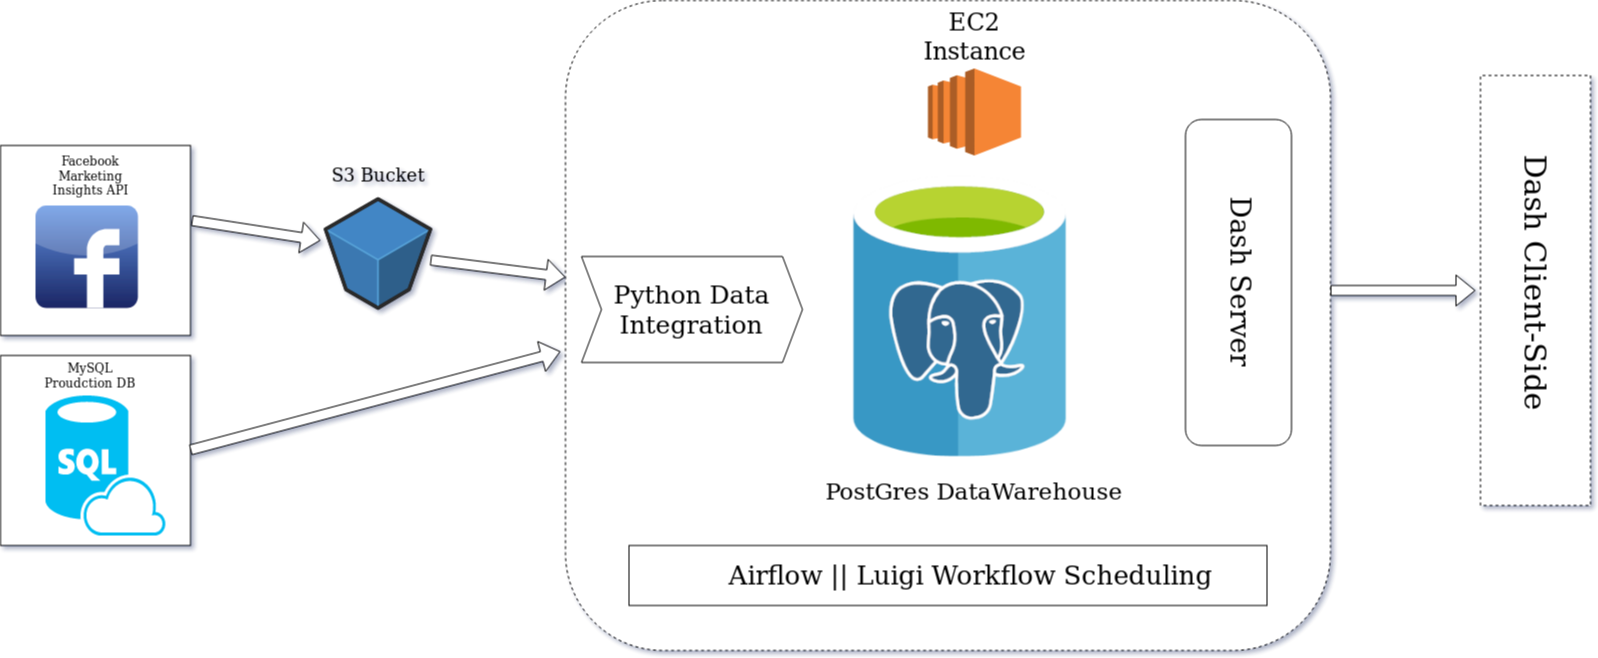 Facebook
Marketing
Insights API
MySQL
Proudction DB
SQL
S3 Bucket
EC2
Instance
Python Data
Integration
PostGres DataWarehouse
Dash Server
Airflow || Luigi Workflow Scheduling
Dash Client-Side